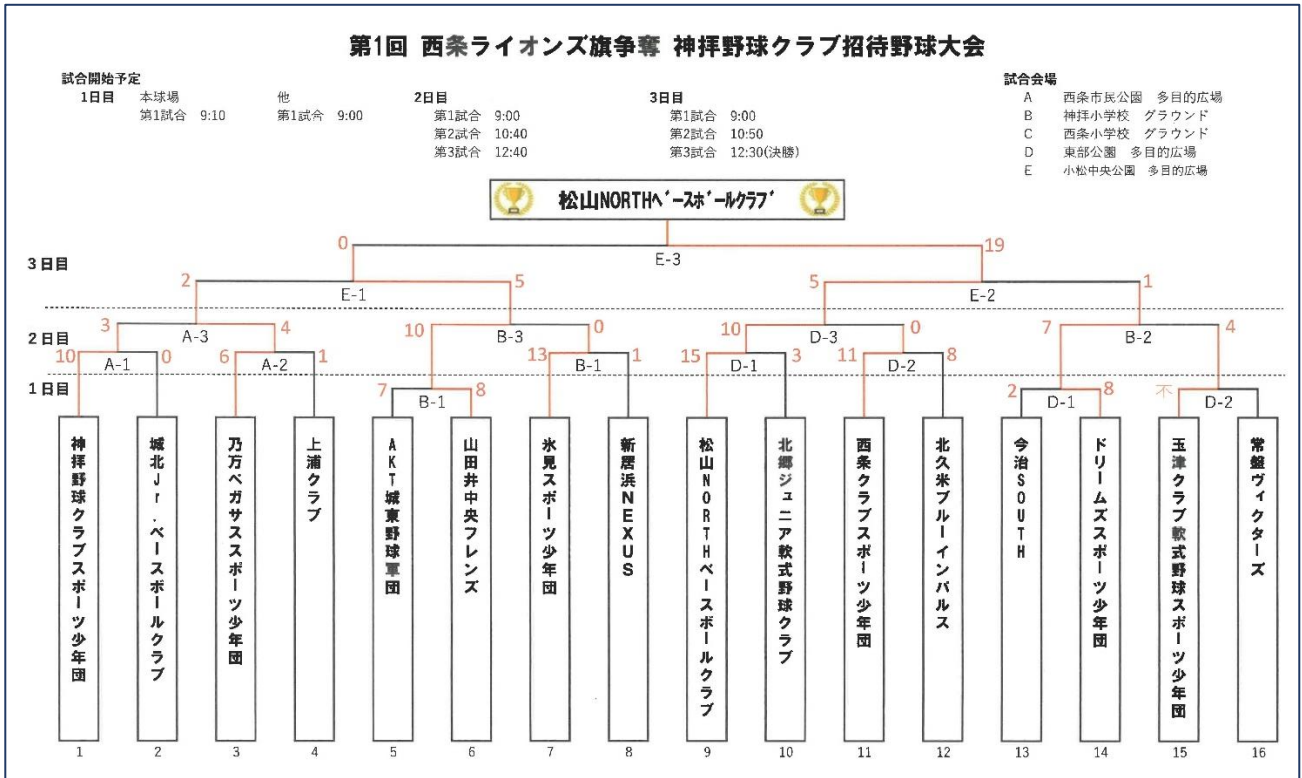 第1回 西条ライオンズ旗争奪 神拝野球クラブ招待野球大会
試合開始予定
1日目 本球場 他
第1試合 9:10 第1試合 9:00
2日目
第1試合 9:00
第2試合 10:40
第3試合 12:40
3日目
第1試合 9:00
第2試合 10:50
第3試合 12:30(決勝)
試合会場
A 西条市民公園 多目的広場
B 神拝小学校 グラウンド
C 西条小学校 グラウンド
D 東部公園 多目的広場
E 小松中央公園 多目的広場
松山NORTHベースボールクラブ
0 E-3 19
3日目
2 E-1 5 5 E-2 1
3 A-3 4 10 B-3 0 10 D-3 0 7 B-2 4
2日目
10 A-1 0 6 A-2 1 13 B-1 1 15 D-1 3 11 D-2 8
1日目
7 B-1 8 2 D-1 8 不 D-2
神拝野球クラブスポーツ少年団
城北Jr.ベースボールクラブ
乃万ペガサススポーツ少年団
上浦クラブ
AKT城東野球軍団
山田井中央フレンズ
氷見スポーツ少年団
新居浜NEXUS
松山NORTHベースボールクラブ
北郷ジュニア軟式野球クラブ
西条クラブスポーツ少年団
北久米ブルーインパルス
今治SOUTH
ドリームズスポーツ少年団
玉津クラブ軟式野球スポーツ少年団
常盤ヴィクターズ
1 2 3 4 5 6 7 8 9 10 11 12 13 14 15 16